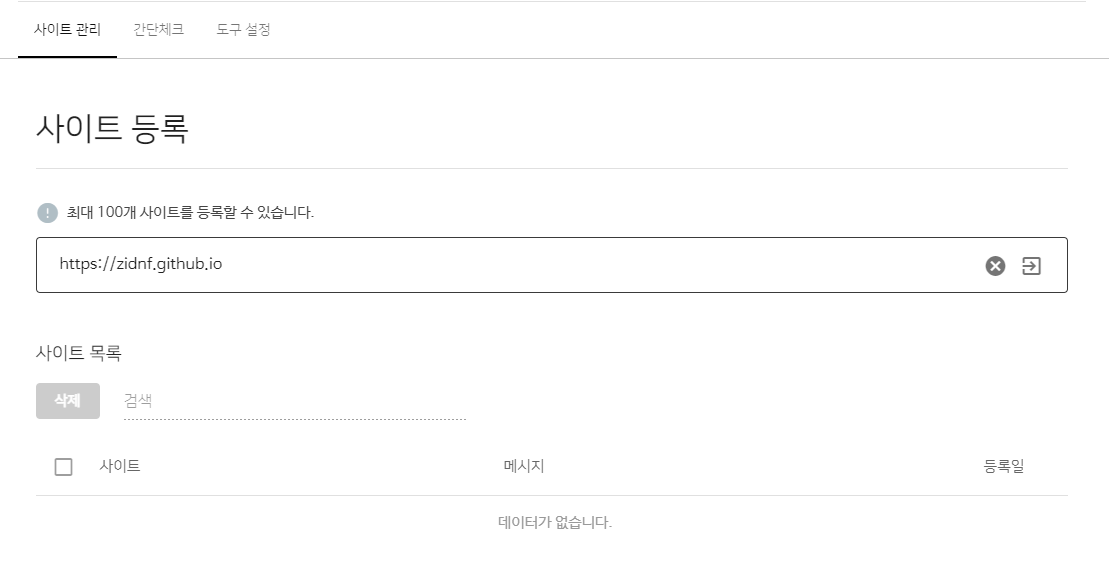 사이트 관리 간단체크 도구 설정
사이트 등록
! 최대 100개 사이트를 등록할 수 있습니다.
https://zidnf.github.io
사이트 목록
삭제 검색
사이트 메시지 등록일
데이터가 없습니다.